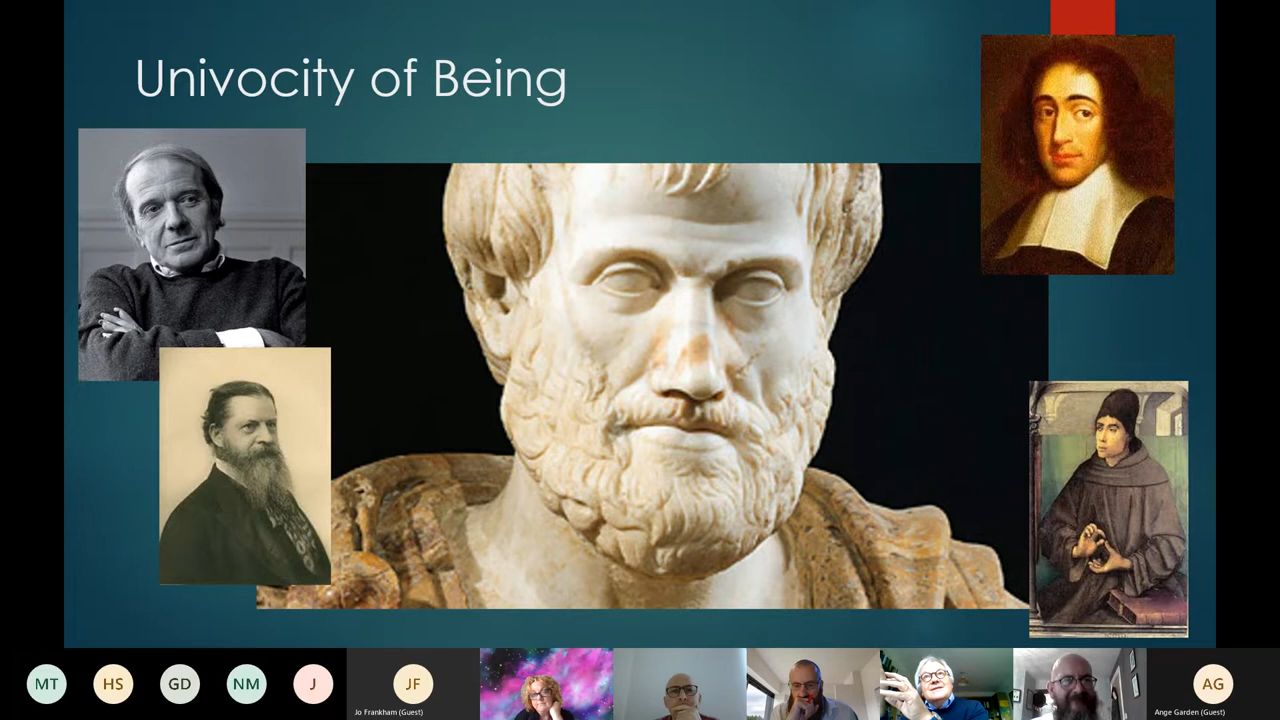 Univocity of Being
MT
HS
GD
NM
J
JF
Jo Frankham (Guest)
AG
Ange Garden (Guest)